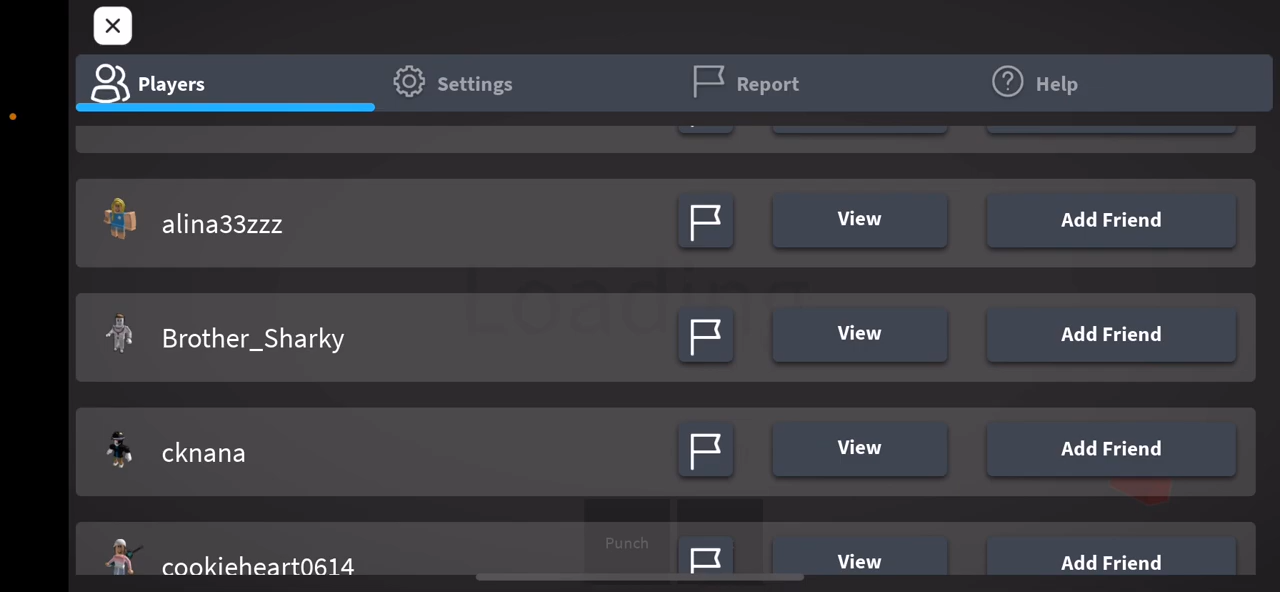 Players Settings Report Help
alina33zzz View Add Friend
Loading
Brother_Sharky View Add Friend
cknana View Add Friend
Punch
cookieheart0614 View Add Friend